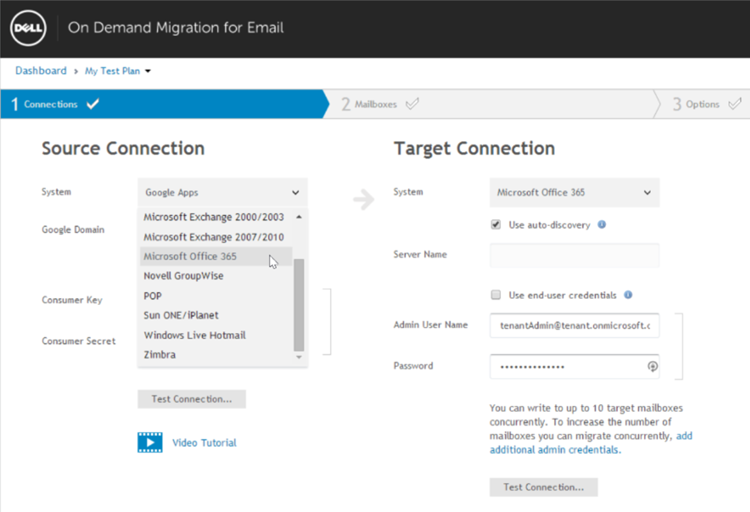 DELL
On Demand Migration for Email
Dashboard > My Test Plan
1 Connections
2 Mailboxes
3 Options
Source Connection
System
Google Apps
Microsoft Exchange 2000/2003
Google Domain
Microsoft Exchange 2007/2010
Microsoft Office 365
Novell GroupWise
Consumer Key
POP
Sun ONE/iPlanet
Consumer Secret
Windows Live Hotmail
Zimbra
Test Connection...
Video Tutorial
Target Connection
System
Microsoft Office 365
Use auto-discovery
Server Name
Use end-user credentials
Admin User Name
tenantAdmin@tenant.onmicrosoft.c
Password
You can write to up to 10 target mailboxes
concurrently. To increase the number of
mailboxes you can migrate concurrently, add
additional admin credentials.
Test Connection...